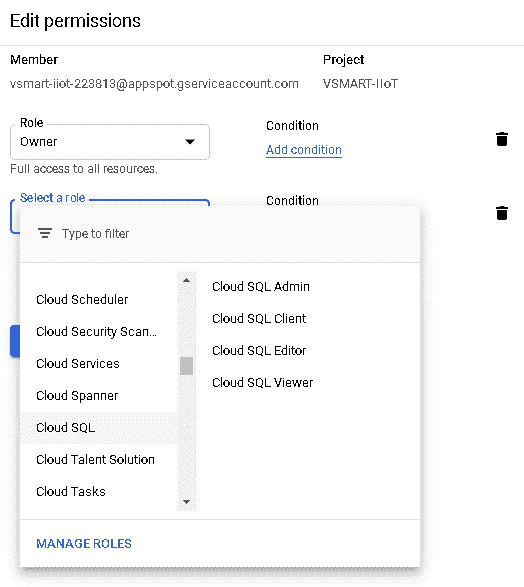 Edit permissions
Member Project
vsmart-iiot-223813@appspot.gserviceaccount.com VSMART-IIoT
Role Condition
Owner Add condition
Full access to all resources.
Select a role Condition
Type to filter
Cloud Scheduler Cloud SQL Admin
Cloud Security Scan... Cloud SQL Client
Cloud Services Cloud SQL Editor
Cloud Spanner Cloud SQL Viewer
Cloud SQL
Cloud Talent Solution
Cloud Tasks
MANAGE ROLES